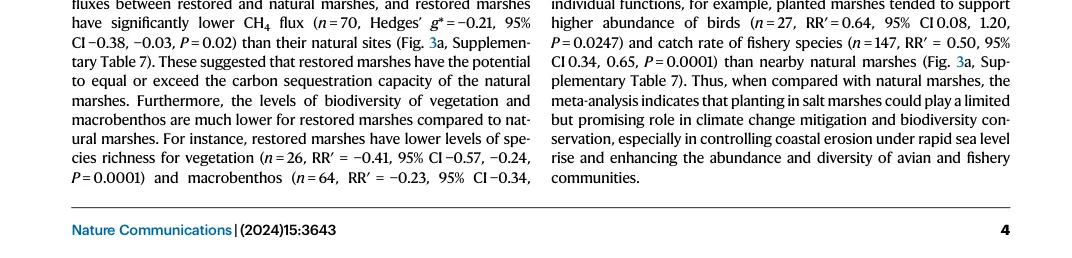 fluxes between restored and natural marshes, and restored marshes
have significantly lower CH₄ flux (n = 70, Hedges’ g* = −0.21, 95%
CI −0.38, −0.03, P = 0.02) than their natural sites (Fig. 3a, Supplemen-
tary Table 7). These suggested that restored marshes have the potential
to equal or exceed the carbon sequestration capacity of the natural
marshes. Furthermore, the levels of biodiversity of vegetation and
macrobenthos are much lower for restored marshes compared to nat-
ural marshes. For instance, restored marshes have lower levels of spe-
cies richness for vegetation (n = 26, RR′ = −0.41, 95% CI −0.57, −0.24,
P = 0.0001) and macrobenthos (n = 64, RR′ = −0.23, 95% CI −0.34,
individual functions, for example, planted marshes tended to support
higher abundance of birds (n = 27, RR′ = 0.64, 95% CI 0.08, 1.20,
P = 0.0247) and catch rate of fishery species (n = 147, RR′ = 0.50, 95%
CI 0.34, 0.65, P = 0.0001) than nearby natural marshes (Fig. 3a, Sup-
plementary Table 7). Thus, when compared with natural marshes, the
meta-analysis indicates that planting in salt marshes could play a limited
but promising role in climate change mitigation and biodiversity con-
servation, especially in controlling coastal erosion under rapid sea level
rise and enhancing the abundance and diversity of avian and fishery
communities.
Nature Communications | (2024)15:3643
4